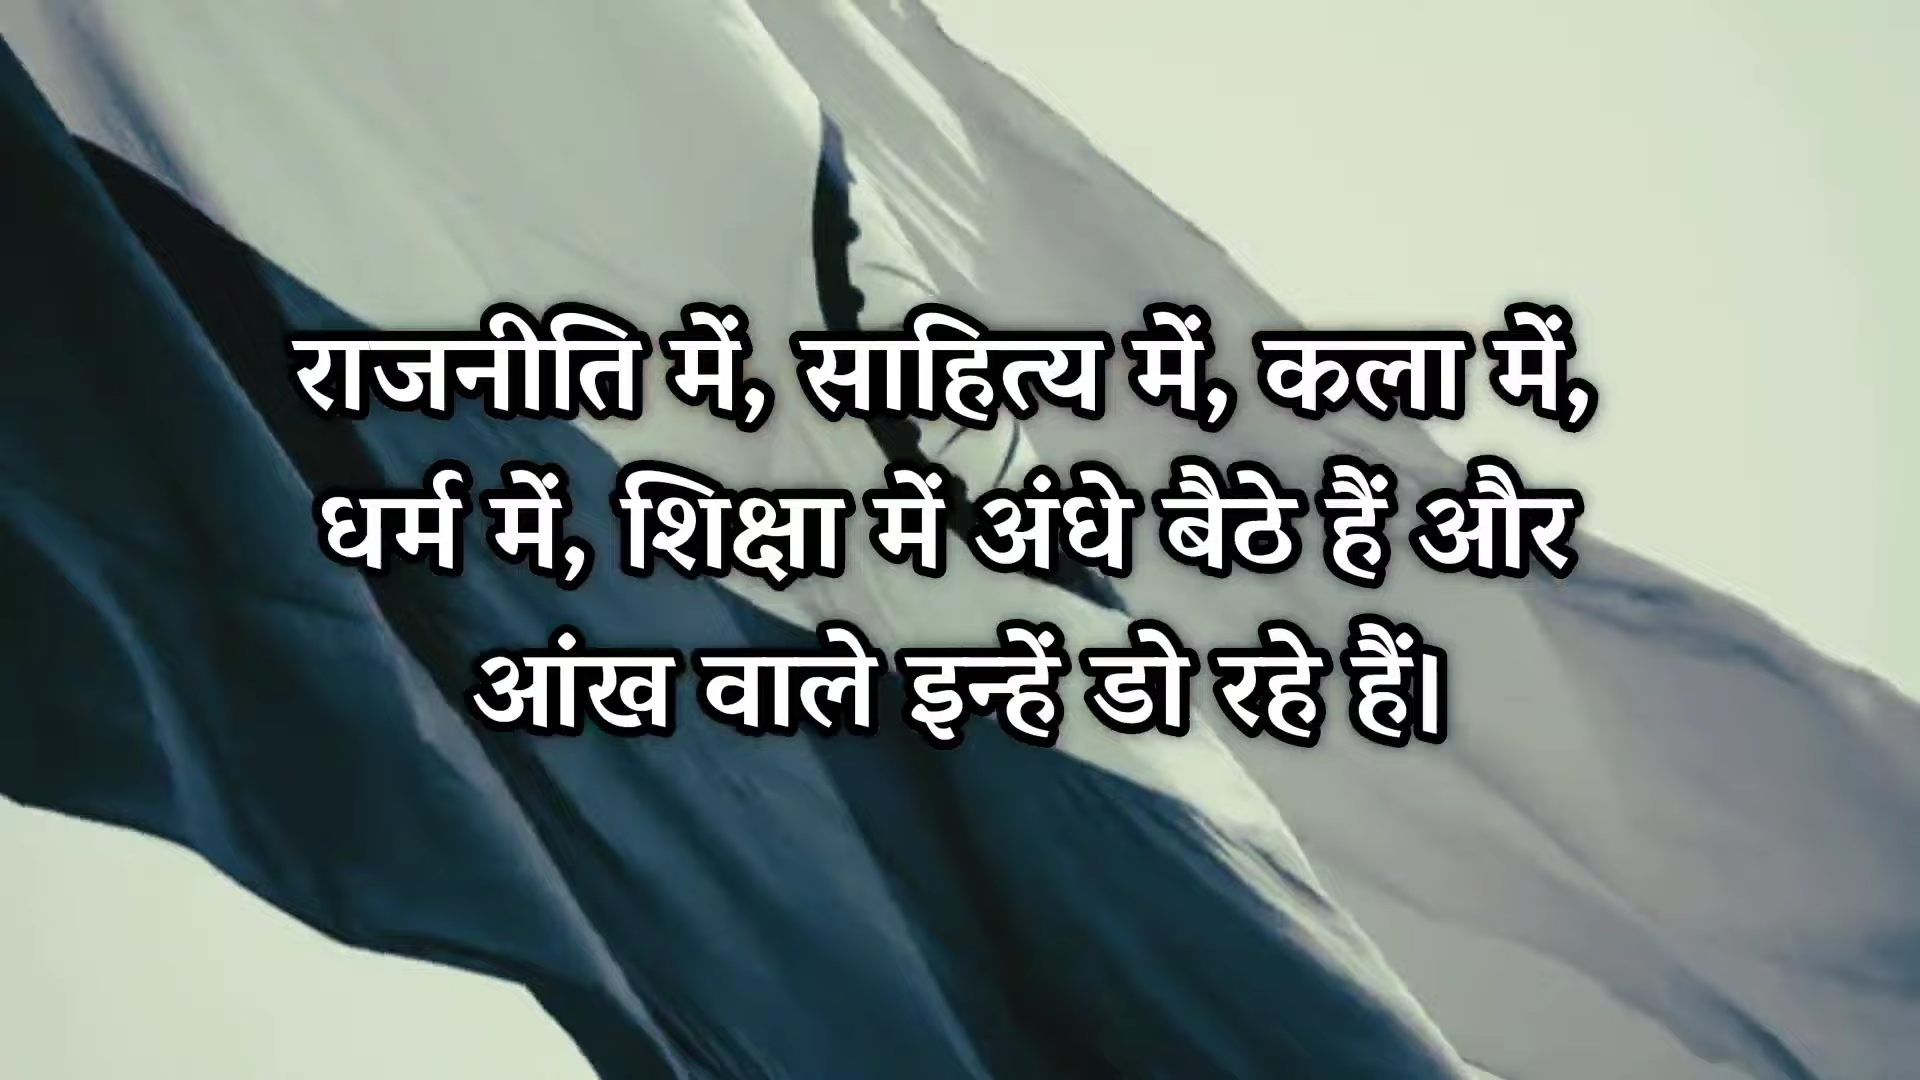 राजनीति में, साहित्य में, कला में,
धर्म में, शिक्षा में अंधे बैठे हैं और
आंख वाले इन्हें डो रहे हैं।